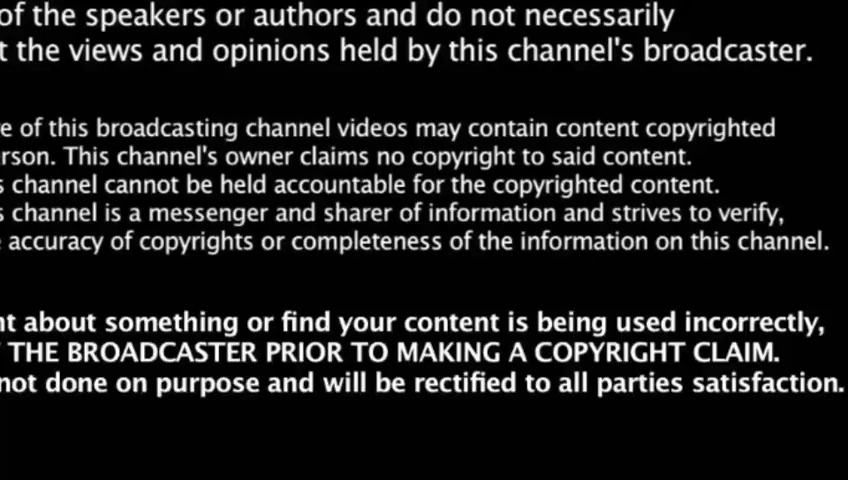 of the speakers or authors and do not necessarily
the views and opinions held by this channel's broadcaster.
of this broadcasting channel videos may contain content copyrighted
This channel's owner claims no copyright to said content.
channel cannot be held accountable for the copyrighted content.
channel is a messenger and sharer of information and strives to verify,
accuracy of copyrights or completeness of the information on this channel.
about something or find your content is being used incorrectly,
THE BROADCASTER PRIOR TO MAKING A COPYRIGHT CLAIM.
not done on purpose and will be rectified to all parties satisfaction.